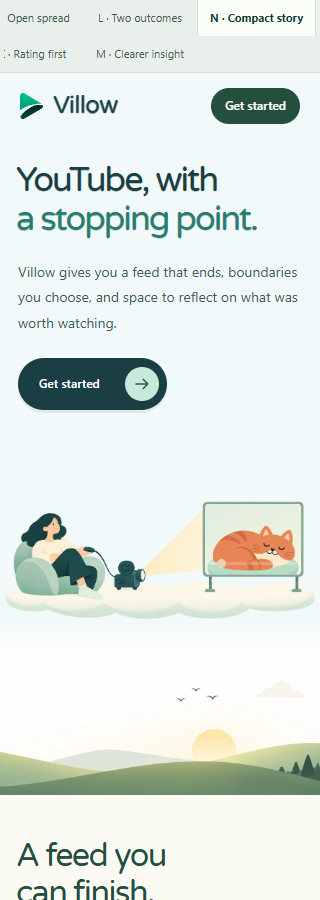 Open spread
L · Two outcomes
N · Compact story
· Rating first
M · Clearer insight
Villow
Get started
YouTube, with
a stopping point.
Villow gives you a feed that ends, boundaries
you choose, and space to reflect on what was
worth watching.
Get started
A feed you
can finish.